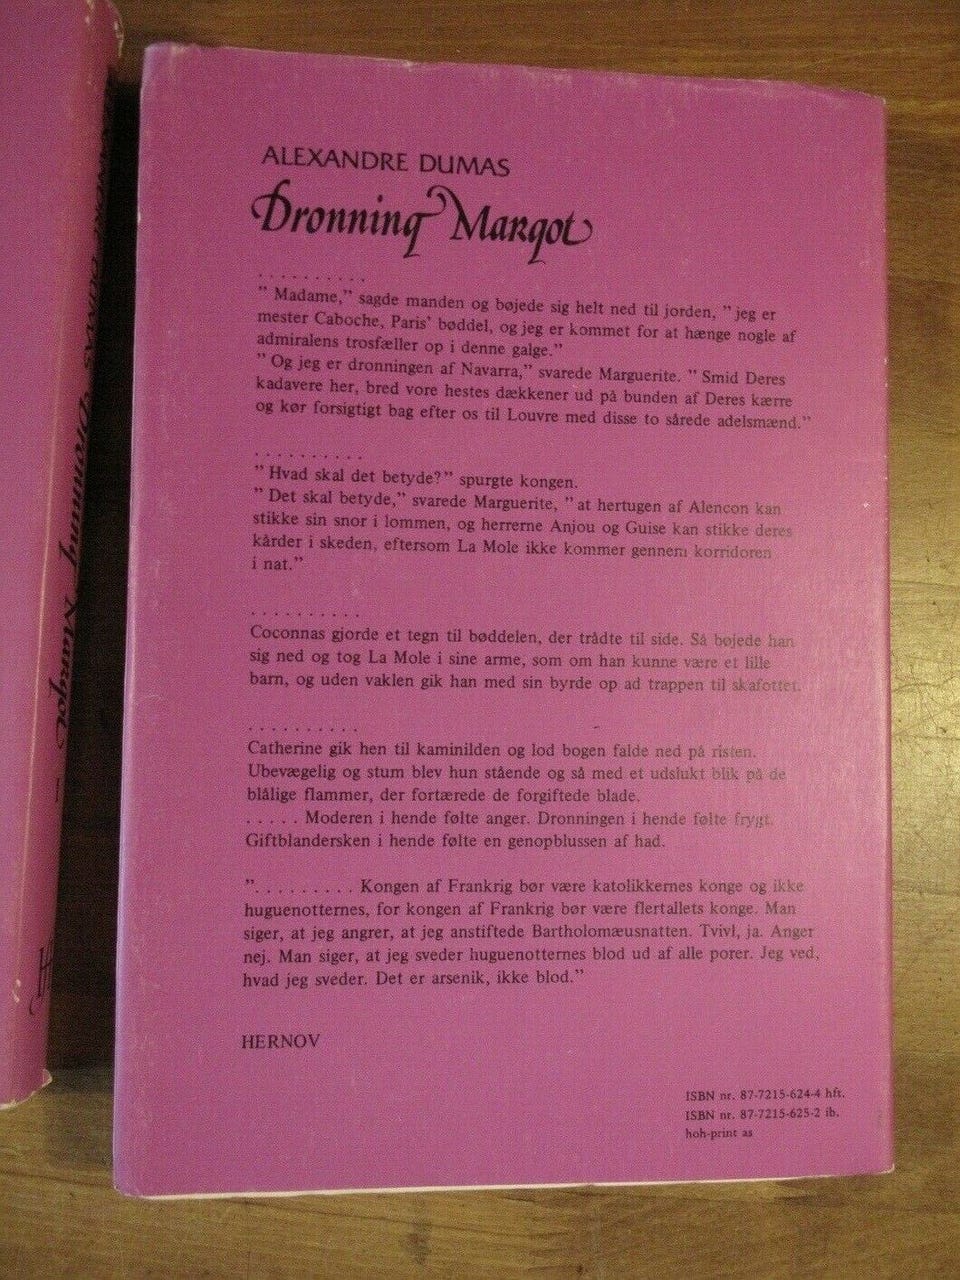 ALEXANDRE DUMAS
Dronning Margot
. . . . . . . . . .
” Madame,” sagde manden og bøjede sig helt ned til jorden, ” jeg er
mester Caboche, Paris’ bøddel, og jeg er kommet for at hænge nogle af
admiralens trosfæller op i denne galge.”
” Og jeg er dronningen af Navarra,” svarede Marguerite. ” Smid Deres
kadavere her, bred vore hestes dækkener ud på bunden af Deres kærre
og kør forsigtigt bag efter os til Louvre med disse to sårede adelsmænd.”
. . . . . . . . . .
” Hvad skal det betyde?” spurgte kongen.
” Det skal betyde,” svarede Marguerite, ” at hertugen af Alencon kan
stikke sin snor i lommen, og herrerne Anjou og Guise kan stikke deres
kårder i skeden, eftersom La Mole ikke kommer gennem korridoren
i nat.”
. . . . . . . . . .
Coconnas gjorde et tegn til bøddelen, der trådte til side. Så bøjede han
sig ned og tog La Mole i sine arme, som om han kunne være et lille
barn, og uden vaklen gik han med sin byrde op ad trappen til skafottet.
. . . . . . . . . .
Catherine gik hen til kaminilden og lod bogen falde ned på risten.
Ubevægelig og stum blev hun stående og så med et udslukt blik på de
blålige flammer, der fortærede de forgiftede blade.
. . . . . Moderen i hende følte anger. Dronningen i hende følte frygt.
Giftblandersken i hende følte en genopblussen af had.
”. . . . . . . . . Kongen af Frankrig bør være katolikkernes konge og ikke
huguenotternes, for kongen af Frankrig bør være flertallets konge. Man
siger, at jeg angrer, at jeg anstiftede Bartholomæusnatten. Tvivl, ja. Anger
nej. Man siger, at jeg sveder huguenotternes blod ud af alle porer. Jeg ved,
hvad jeg sveder. Det er arsenik, ikke blod.”
HERNOV
ISBN nr. 87-7215-624-4 hft.
ISBN nr. 87-7215-625-2 ib.
hoh-print as
DUMAS Dronning Margot